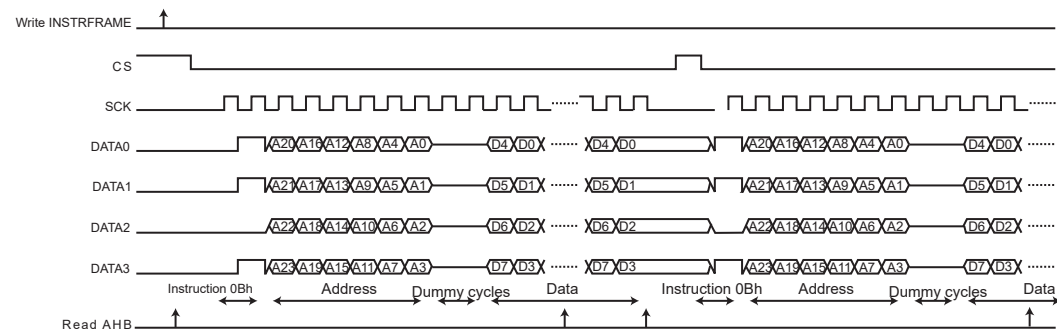 Write INSTRFRAME
CS
SCK
DATA0 A20 A16 A12 A8 A4 A0 D4 D0 D4 D0 A20 A16 A12 A8 A4 A0 D4 D0
DATA1 A21 A17 A13 A9 A5 A1 D5 D1 D5 D1 A21 A17 A13 A9 A5 A1 D5 D1
DATA2 A22 A18 A14 A10 A6 A2 D6 D2 D6 D2 A22 A18 A14 A10 A6 A2 D6 D2
DATA3 A23 A19 A15 A11 A7 A3 D7 D3 D7 D3 A23 A19 A15 A11 A7 A3 D7 D3
Instruction 0Bh Address Dummy cycles Data Instruction 0Bh Address Dummy cycles Data
Read AHB